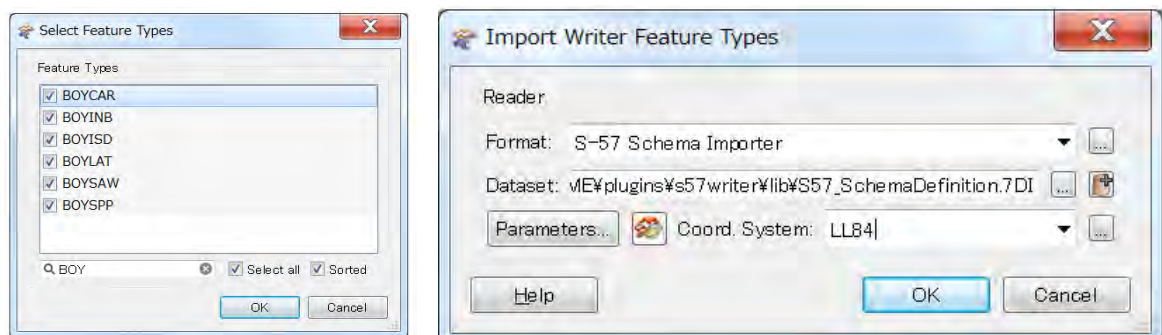 Select Feature Types
Feature Types
BOYCAR
BOYINB
BOYISD
BOYLAT
BOYSAW
BOYSPP
BOY
Select all
Sorted
OK
Cancel
Import Writer Feature Types
Reader
Format: S-57 Schema Importer
...
Dataset: ME¥plugins¥s57writer¥lib¥S57_SchemaDefinition.7DI
...
Parameters... Coord. System: LL84
...
Help
OK
Cancel